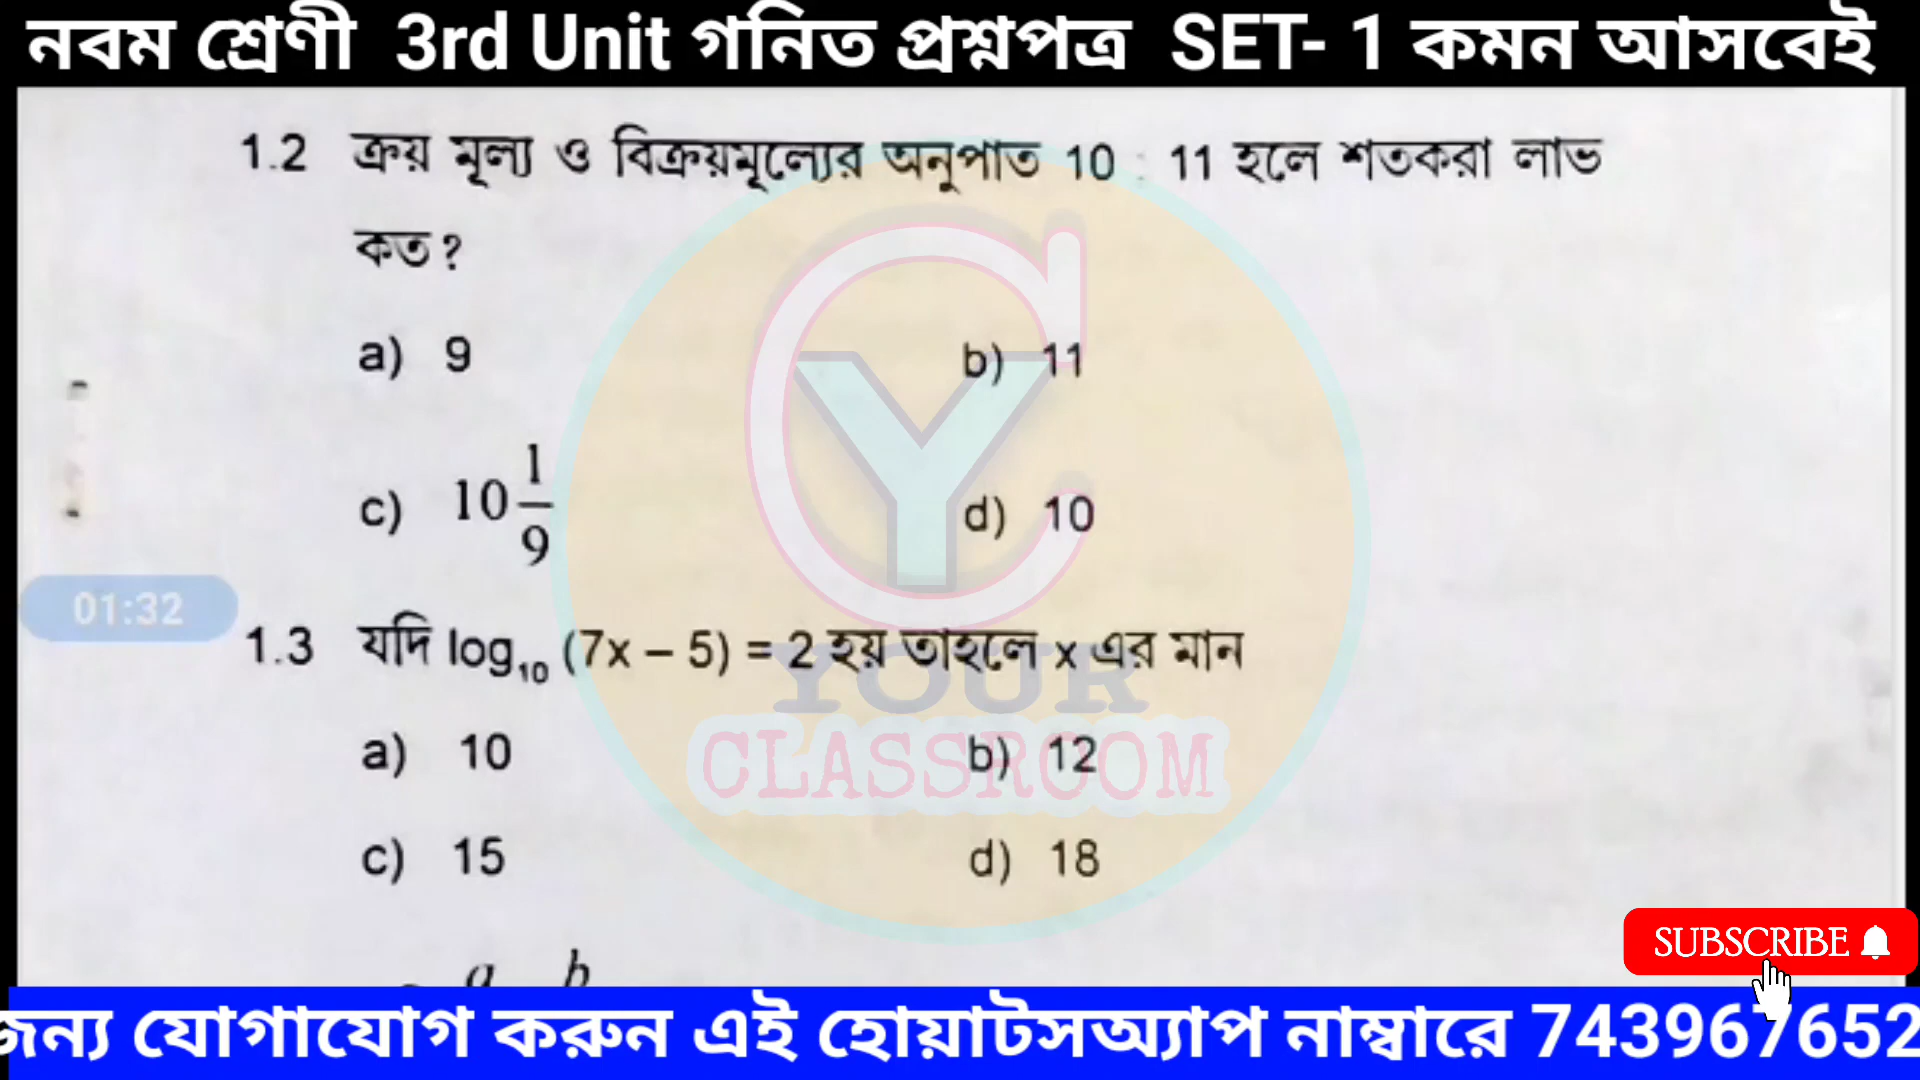 নবম শ্রেণী 3rd Unit গনিত প্রশ্নপত্র SET- 1 কমন আসবেই
1.2 ক্রয় মূল্য ও বিক্রয়মূল্যের অনুপাত 10 : 11 হলে শতকরা লাভ
কত?
a) 9 b) 11
c) 10 1/9 d) 10
01:32
1.3 যদি log₁₀ (7x – 5) = 2 হয় তাহলে x এর মান
YOUR
CLASSROOM
a) 10 b) 12
c) 15 d) 18
a b
SUBSCRIBE
জন্য যোগাযোগ করুন এই হোয়াটসঅ্যাপ নাম্বারে 743967652